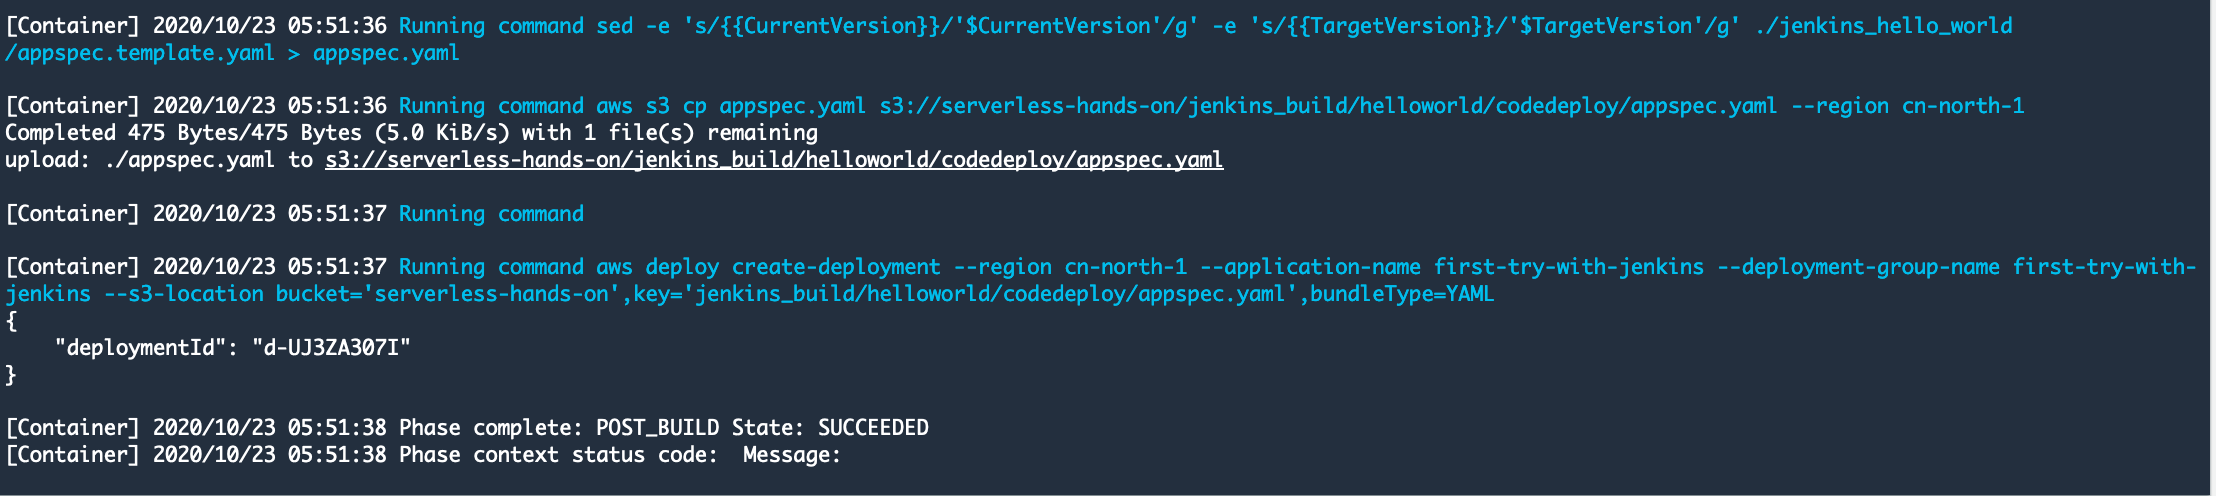 [Container] 2020/10/23 05:51:36 Running command sed -e 's/{{CurrentVersion}}/'$CurrentVersion'/g' -e 's/{{TargetVersion}}/'$TargetVersion'/g' ./jenkins_hello_world
/appspec.template.yaml > appspec.yaml
[Container] 2020/10/23 05:51:36 Running command aws s3 cp appspec.yaml s3://serverless-hands-on/jenkins_build/helloworld/codedeploy/appspec.yaml --region cn-north-1
Completed 475 Bytes/475 Bytes (5.0 KiB/s) with 1 file(s) remaining
upload: ./appspec.yaml to s3://serverless-hands-on/jenkins_build/helloworld/codedeploy/appspec.yaml
[Container] 2020/10/23 05:51:37 Running command
[Container] 2020/10/23 05:51:37 Running command aws deploy create-deployment --region cn-north-1 --application-name first-try-with-jenkins --deployment-group-name first-try-with-
jenkins --s3-location bucket='serverless-hands-on',key='jenkins_build/helloworld/codedeploy/appspec.yaml',bundleType=YAML
{
"deploymentId": "d-UJ3ZA307I"
}
[Container] 2020/10/23 05:51:38 Phase complete: POST_BUILD State: SUCCEEDED
[Container] 2020/10/23 05:51:38 Phase context status code:  Message: